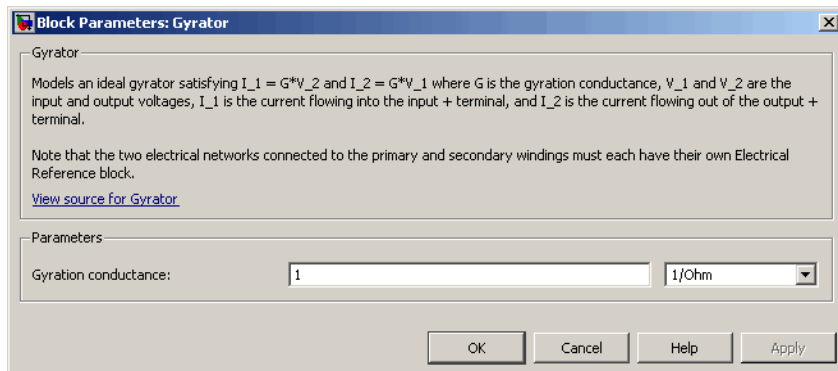 Block Parameters: Gyrator
Gyrator
Models an ideal gyrator satisfying I_1 = G*V_2 and I_2 = G*V_1 where G is the gyration conductance, V_1 and V_2 are the
input and output voltages, I_1 is the current flowing into the input + terminal, and I_2 is the current flowing out of the output +
terminal.
Note that the two electrical networks connected to the primary and secondary windings must each have their own Electrical
Reference block.
View source for Gyrator
Parameters
Gyration conductance: 1 1/Ohm
OK Cancel Help Apply